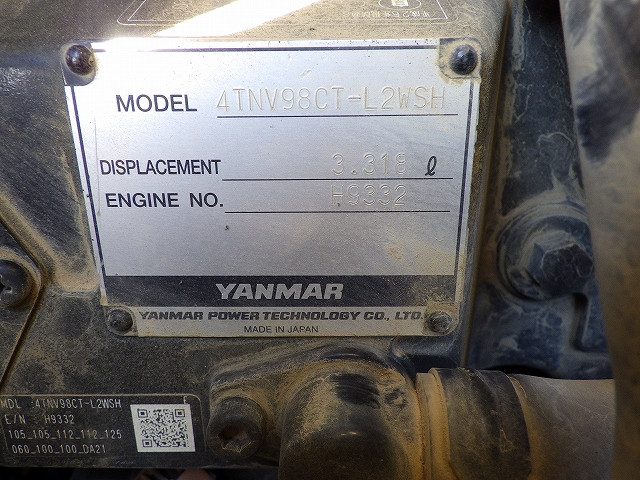 MODEL 4TNV98CT-L2WSH
DISPLACEMENT 3.318 ℓ
ENGINE NO. H9332
YANMAR
YANMAR POWER TECHNOLOGY CO., LTD.
MADE IN JAPAN
MDL 4TNV98CT-L2WSH
E/N H9332
105_105_112_112_125
060_100_100_DA21